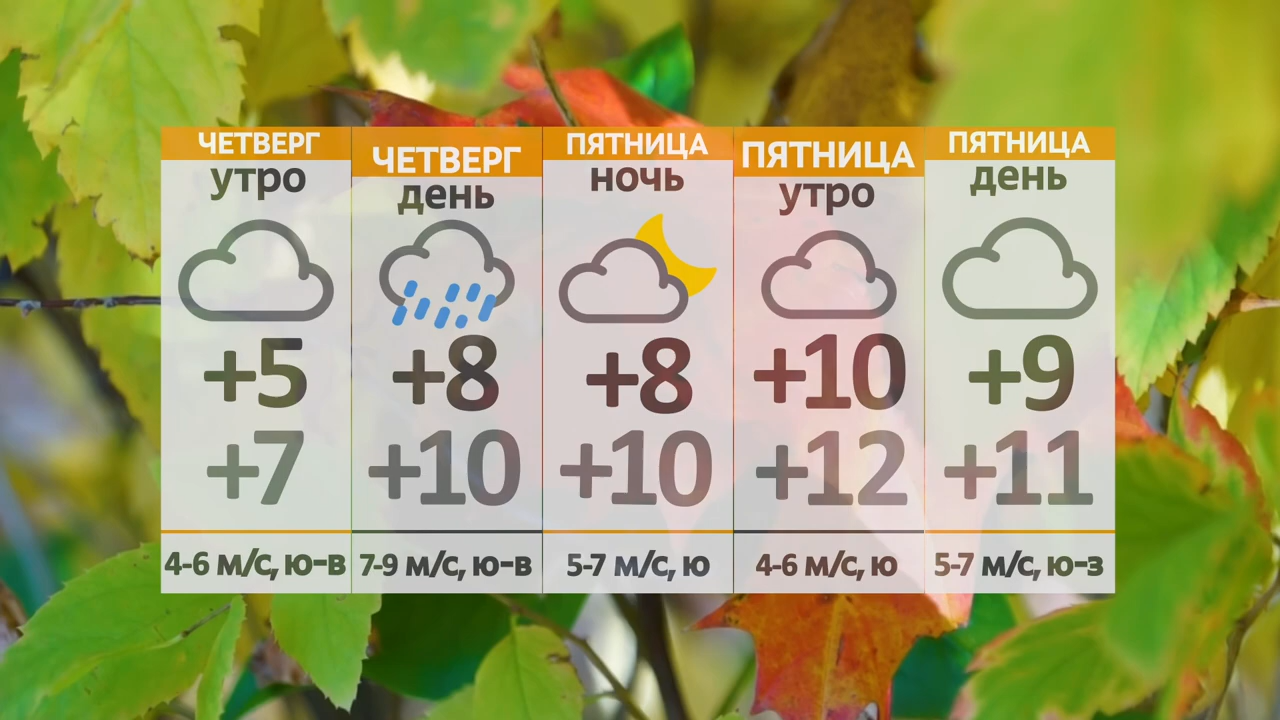 ЧЕТВЕРГ
утро
+5
+7
4-6 м/с, ю-в
ЧЕТВЕРГ
день
+8
+10
7-9 м/с, ю-в
ПЯТНИЦА
ночь
+8
+10
5-7 м/с, ю
ПЯТНИЦА
утро
+10
+12
4-6 м/с, ю
ПЯТНИЦА
день
+9
+11
5-7 м/с, ю-з